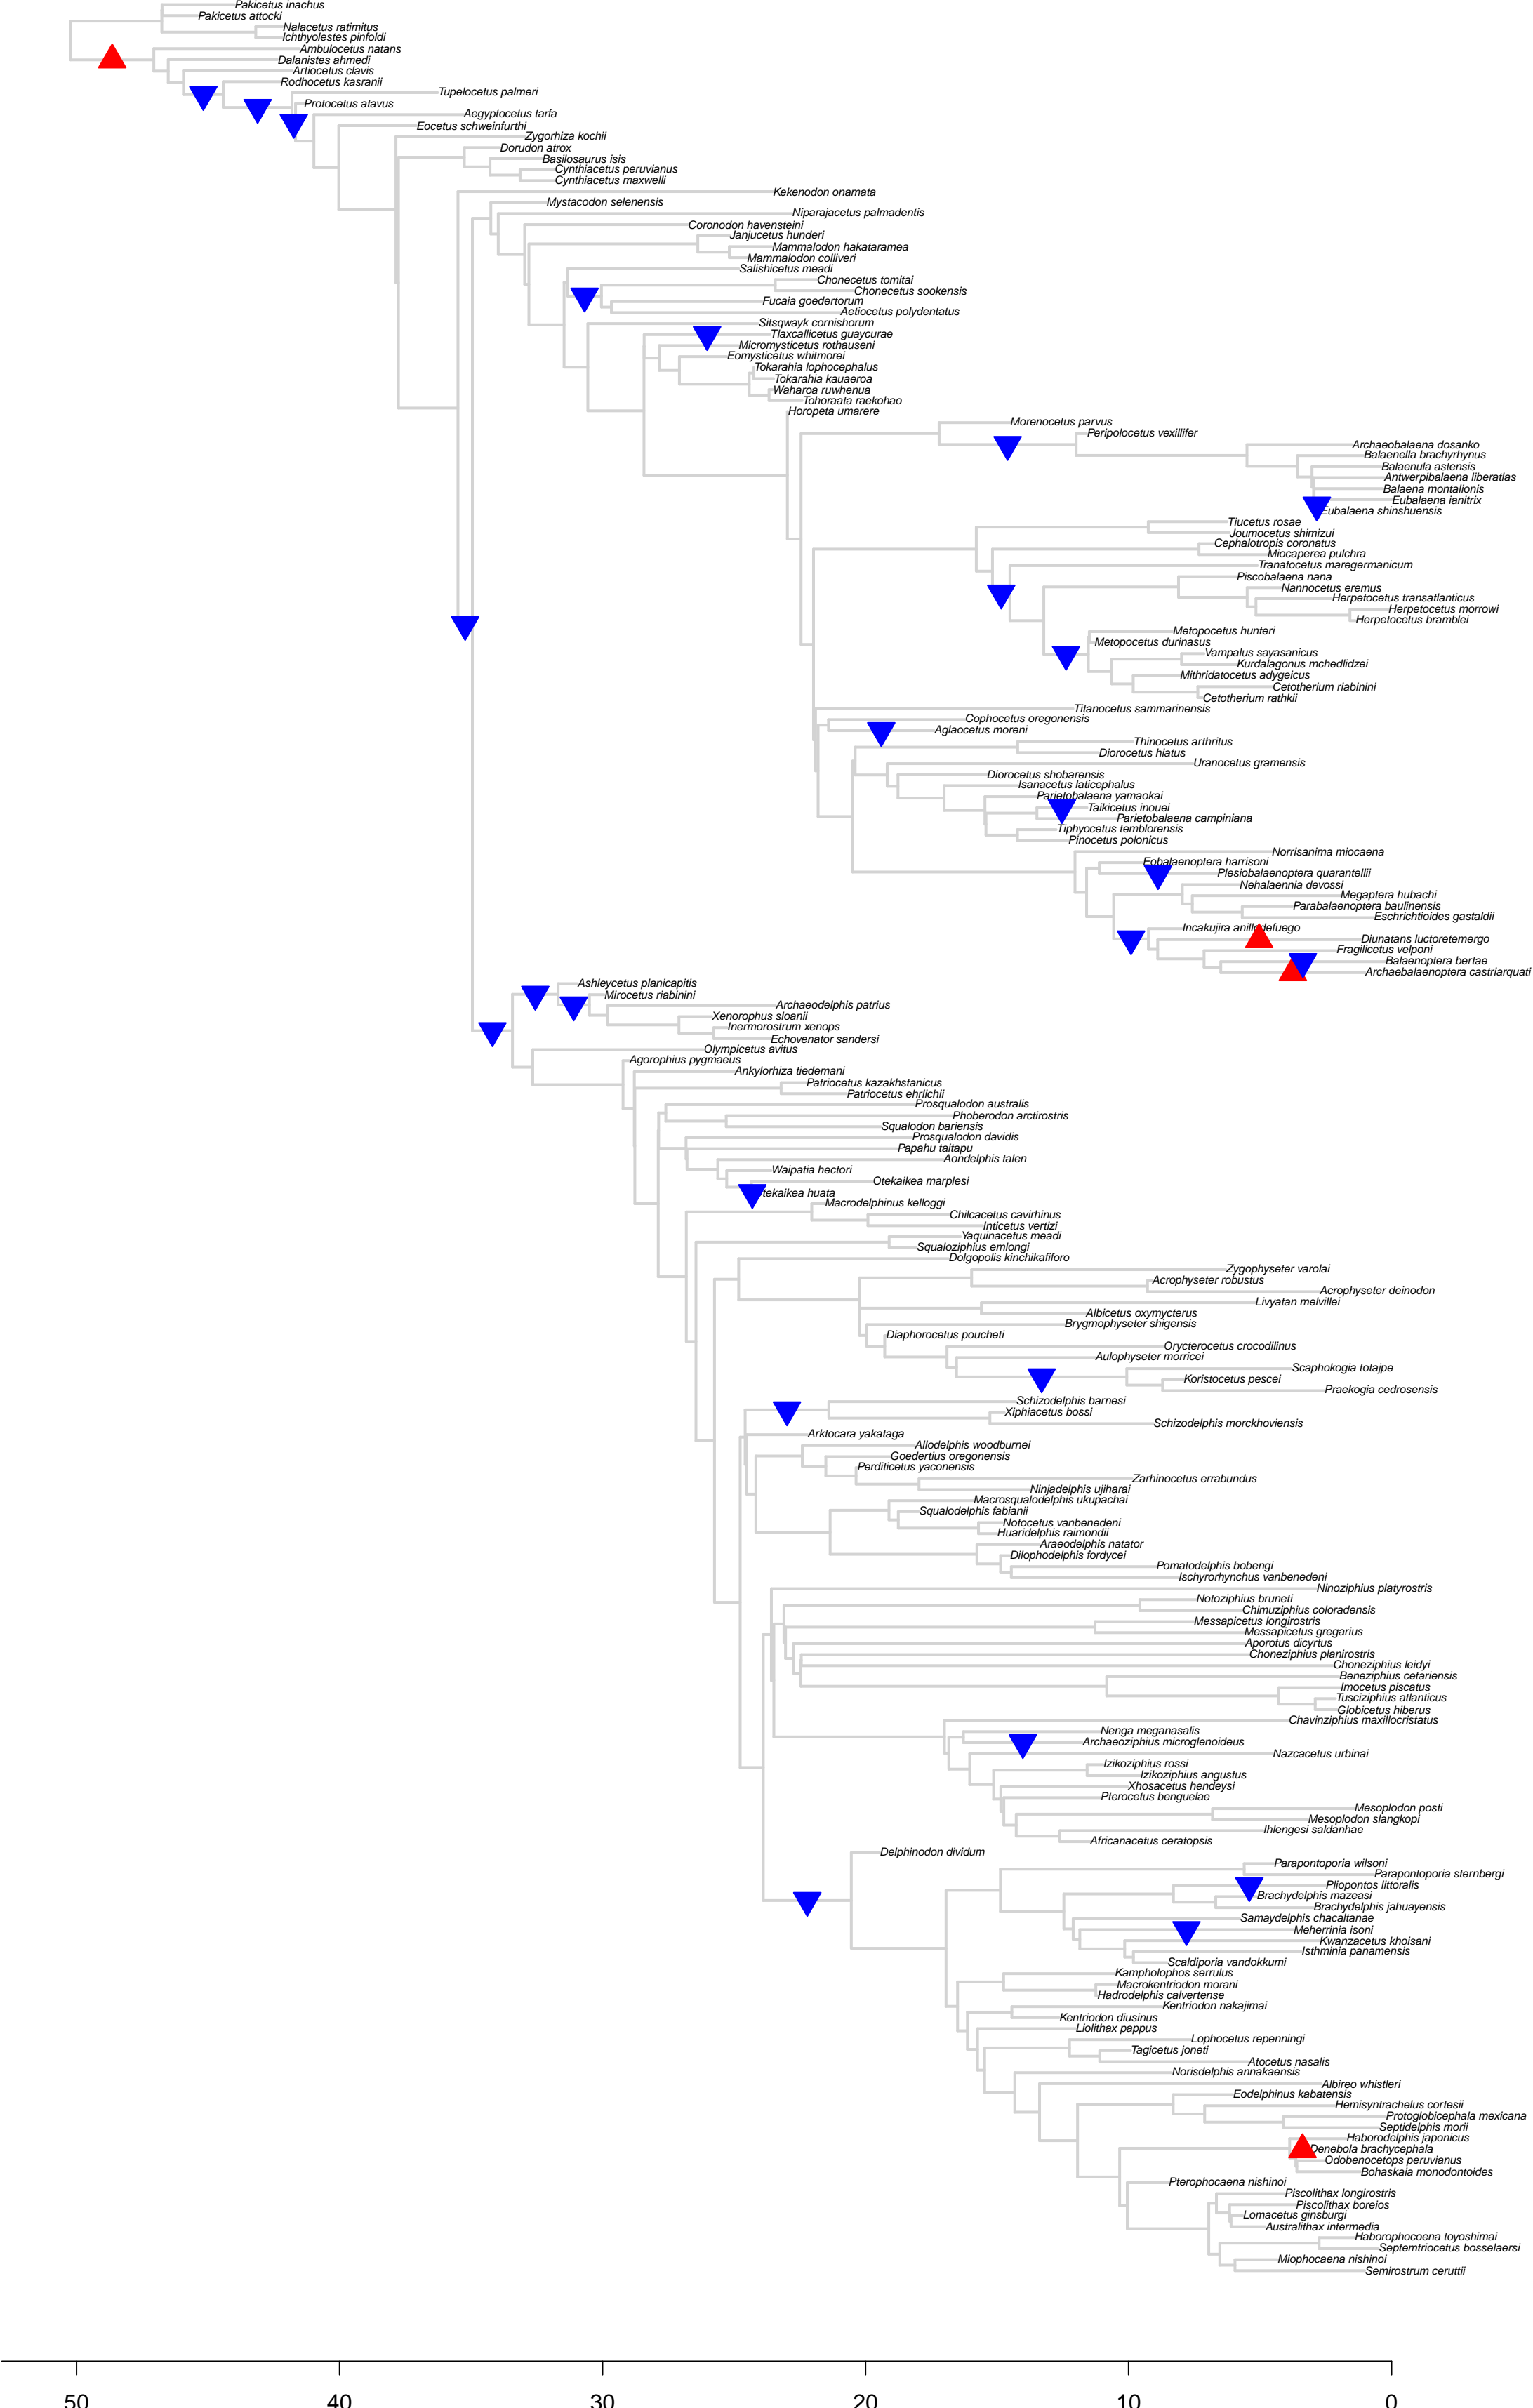 Pakicetus inachus
Pakicetus attocki
Nalacetus ratimitus
Ichthyolestes pinfoldi
Ambulocetus natans
Dalanistes ahmedi
Artiocetus clavis
Rodhocetus kasranii
Tupelocetus palmeri
Protocetus atavus
Aegyptocetus tarfa
Eocetus schweinfurthi
Zygorhiza kochii
Dorudon atrox
Basilosaurus isis
Cynthiacetus peruvianus
Cynthiacetus maxwelli
Kekenodon onamata
Mystacodon selenensis
Niparajacetus palmadentis
Coronodon havensteini
Janjucetus hunderi
Mammalodon hakataramea
Mammalodon colliveri
Salishicetus meadi
Chonecetus tomitai
Chonecetus sookensis
Fucaia goedertorum
Aetiocetus polydentatus
Sitsqwayk cornishorum
Tlaxcallicetus guaycurae
Micromysticetus rothauseni
Eomysticetus whitmorei
Tokarahia lophocephalus
Tokarahia kauaeroa
Waharoa ruwhenua
Tohoraata raekohao
Horopeta umarere
Morenocetus parvus
Peripolocetus vexillifer
Archaeobalaena dosanko
Balaenella brachyrhynus
Balaenula astensis
Antwerpibalaena liberatlas
Balaena montalionis
Eubalaena ianitrix
Eubalaena shinshuensis
Tiucetus rosae
Joumocetus shimizui
Cephalotropis coronatus
Miocaperea pulchra
Tranatocetus maregermanicum
Piscobalaena nana
Nannocetus eremus
Herpetocetus transatlanticus
Herpetocetus morrowi
Herpetocetus bramblei
Metopocetus hunteri
Metopocetus durinasus
Vampalus sayasanicus
Kurdalagonus mchedlidzei
Mithridatocetus adygeicus
Cetotherium riabinini
Cetotherium rathkii
Titanocetus sammarinensis
Cophocetus oregonensis
Aglaocetus moreni
Thinocetus arthritus
Diorocetus hiatus
Uranocetus gramensis
Diorocetus shobarensis
Isanacetus laticephalus
Parietobalaena yamaokai
Taikicetus inouei
Parietobalaena campiniana
Tiphyocetus temblorensis
Pinocetus polonicus
Norrisanima miocaena
Eobalaenoptera harrisoni
Plesiobalaenoptera quarantellii
Nehalaennia devossi
Megaptera hubachi
Parabalaenoptera baulinensis
Eschrichtioides gastaldii
Incakujira anillodefuego
Diunatans luctoretemergo
Fragilicetus velponi
Balaenoptera bertae
Archaebalaenoptera castriarquati
Ashleycetus planicapitis
Mirocetus riabinini
Archaeodelphis patrius
Xenorophus sloanii
Inermorostrum xenops
Echovenator sandersi
Olympicetus avitus
Agorophius pygmaeus
Ankylorhiza tiedemani
Patriocetus kazakhstanicus
Patriocetus ehrlichii
Prosqualodon australis
Phoberodon arctirostris
Squalodon bariensis
Prosqualodon davidis
Papahu taitapu
Aondelphis talen
Waipatia hectori
Otekaikea marplesi
Otekaikea huata
Macrodelphinus kelloggi
Chilcacetus cavirhinus
Inticetus vertizi
Yaquinacetus meadi
Squaloziphius emlongi
Dolgopolis kinchikafiforo
Zygophyseter varolai
Acrophyseter robustus
Acrophyseter deinodon
Livyatan melvillei
Albicetus oxymycterus
Brygmophyseter shigensis
Diaphorocetus poucheti
Orycterocetus crocodilinus
Aulophyseter morricei
Scaphokogia totajpe
Koristocetus pescei
Praekogia cedrosensis
Schizodelphis barnesi
Xiphiacetus bossi
Schizodelphis morckhoviensis
Arktocara yakataga
Allodelphis woodburnei
Goedertius oregonensis
Perditicetus yaconensis
Zarhinocetus errabundus
Ninjadelphis ujiharai
Macrosqualodelphis ukupachai
Squalodelphis fabianii
Notocetus vanbenedeni
Huaridelphis raimondii
Araeodelphis natator
Dilophodelphis fordycei
Pomatodelphis bobengi
Ischyrorhynchus vanbenedeni
Ninoziphius platyrostris
Notoziphius bruneti
Chimuziphius coloradensis
Messapicetus longirostris
Messapicetus gregarius
Aporotus dicyrtus
Choneziphius planirostris
Choneziphius leidyi
Beneziphius cetariensis
Imocetus piscatus
Tusciziphius atlanticus
Globicetus hiberus
Chavinziphius maxillocristatus
Nenga meganasalis
Archaeoziphius microglenoideus
Nazcacetus urbinai
Izikoziphius rossi
Izikoziphius angustus
Xhosacetus hendeysi
Pterocetus benguelae
Mesoplodon posti
Mesoplodon slangkopi
Ihlengesi saldanhae
Africanacetus ceratopsis
Delphinodon dividum
Parapontoporia wilsoni
Parapontoporia sternbergi
Pliopontos littoralis
Brachydelphis mazeasi
Brachydelphis jahuayensis
Samaydelphis chacaltanae
Meherrinia isoni
Kwanzacetus khoisani
Isthminia panamensis
Scaldiporia vandokkumi
Kampholophos serrulus
Macrokentriodon morani
Hadrodelphis calvertense
Kentriodon nakajimai
Kentriodon diusinus
Liolithax pappus
Lophocetus repenningi
Tagicetus joneti
Atocetus nasalis
Norisdelphis annakaensis
Albireo whistleri
Eodelphinus kabatensis
Hemisyntrachelus cortesii
Protoglobicephala mexicana
Septidelphis morii
Haborodelphis japonicus
Denebola brachycephala
Odobenocetops peruvianus
Bohaskaia monodontoides
Pterophocaena nishinoi
Piscolithax longirostris
Piscolithax boreios
Lomacetus ginsburgi
Australithax intermedia
Haborophocoena toyoshimai
Septemtriocetus bosselaersi
Miophocaena nishinoi
Semirostrum ceruttii
50 40 30 20 10 0